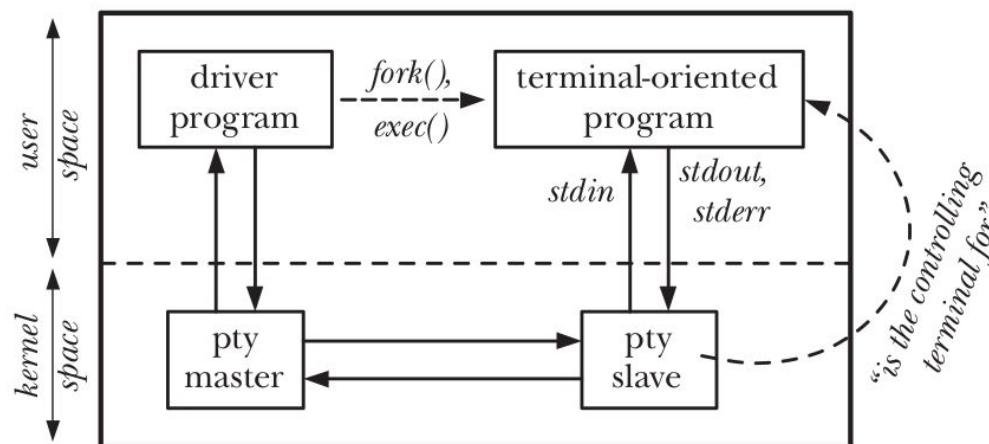 user
space
driver
program
fork(),
exec()
terminal-oriented
program
stdin
stdout,
stderr
kernel
space
pty
master
pty
slave
“is the controlling
terminal for”